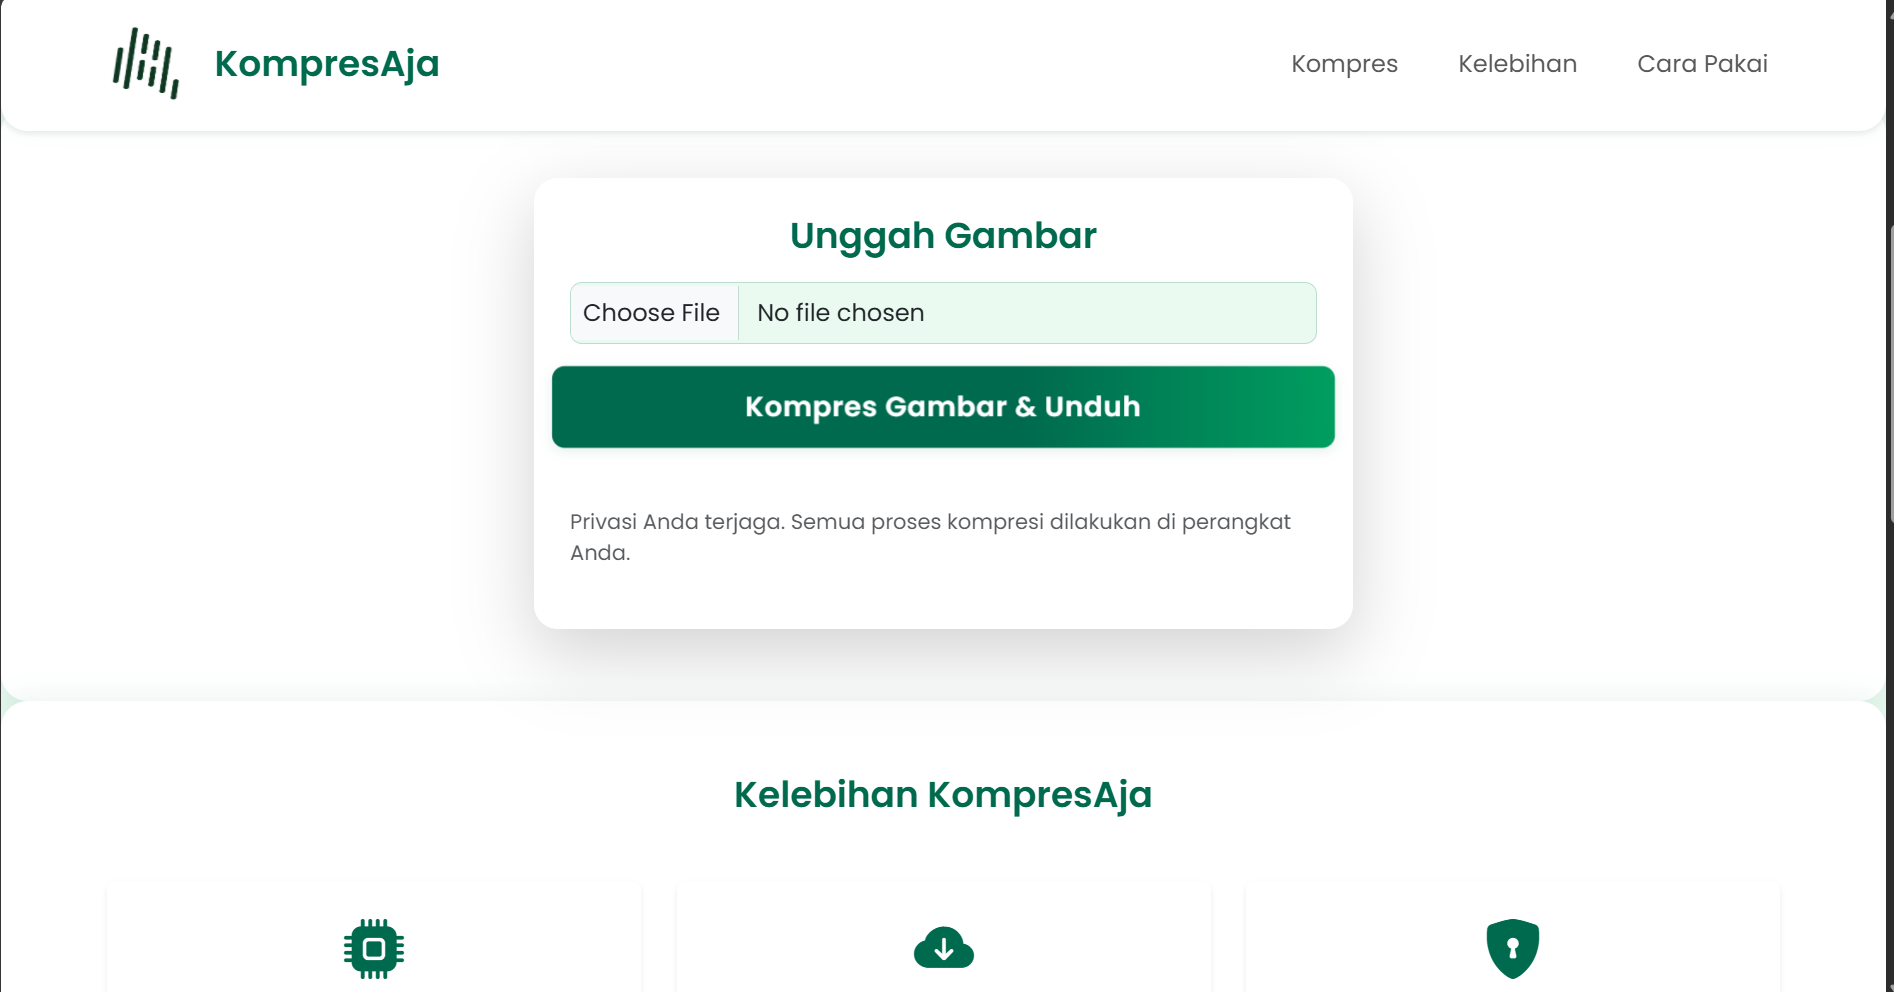 KompresAja
Kompres
Kelebihan
Cara Pakai
Unggah Gambar
Choose File
No file chosen
Kompres Gambar & Unduh
Privasi Anda terjaga. Semua proses kompresi dilakukan di perangkat
Anda.
Kelebihan KompresAja